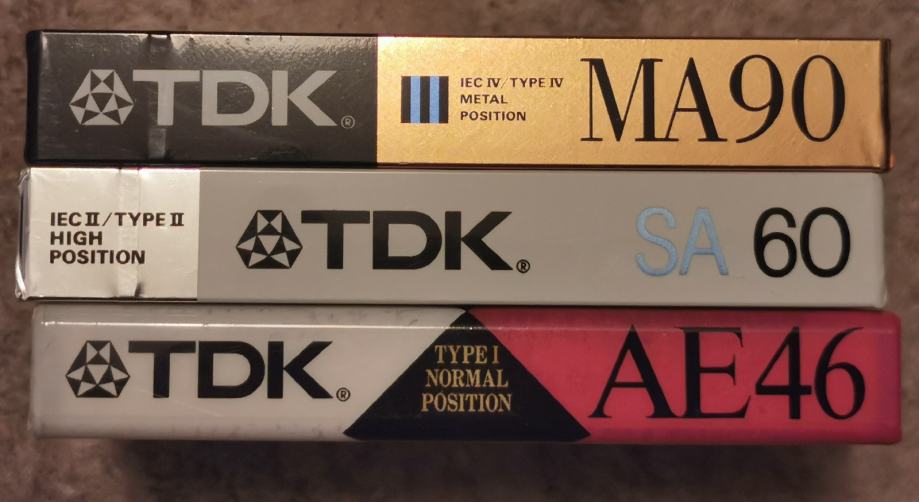 TDK®
IEC IV/TYPE IV
METAL
POSITION
MA90
IEC II/TYPE II
HIGH
POSITION
TDK®
SA 60
TDK®
TYPE I
NORMAL
POSITION
AE46